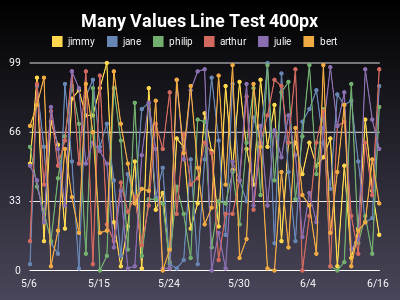 Many Values Line Test 400px
jimmy jane philip arthur julie bert
99
66
33
0
5/6 5/15 5/24 5/30 6/4 6/16